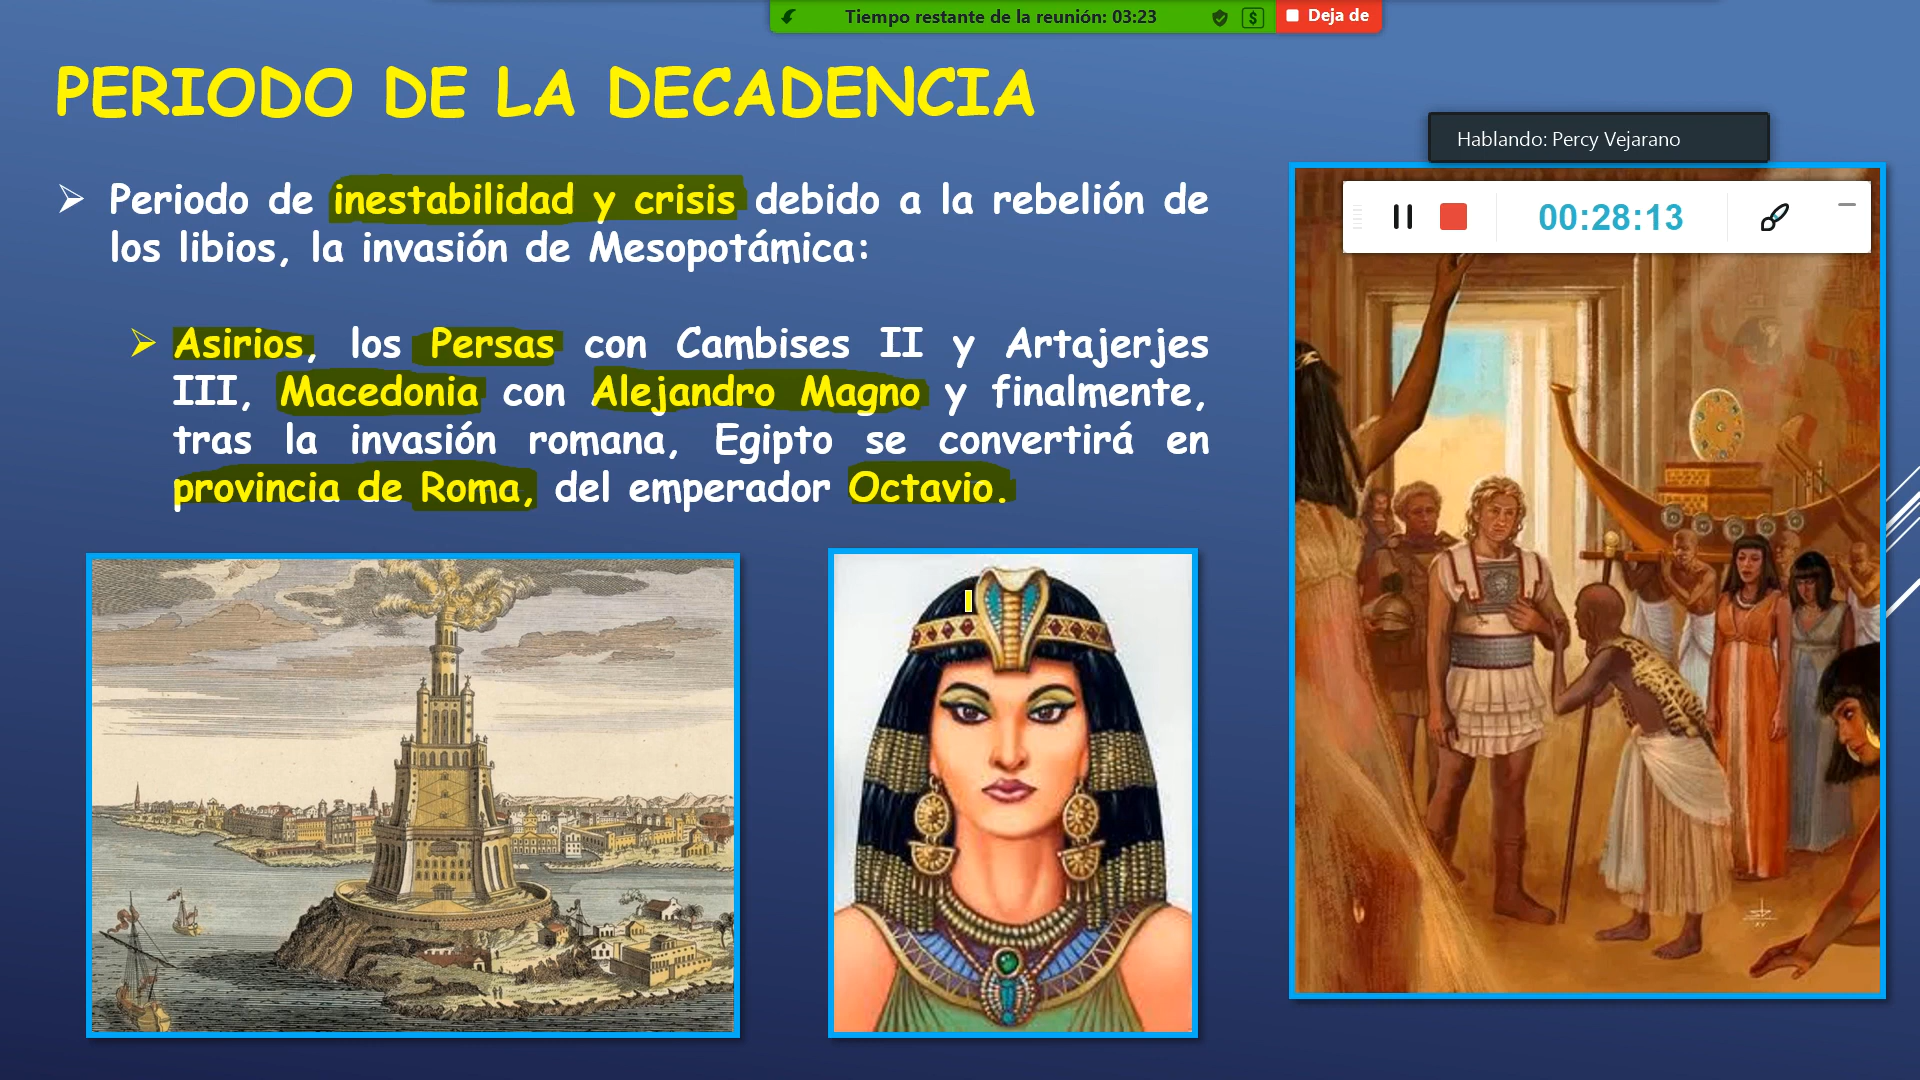 Tiempo restante de la reunión: 03:23
Deja de
PERIODO DE LA DECADENCIA
Hablando: Percy Vejarano
00:28:13
Periodo de inestabilidad y crisis debido a la rebelión de
los libios, la invasión de Mesopotámica:
Asirios, los Persas con Cambises II y Artajerjes
III, Macedonia con Alejandro Magno y finalmente,
tras la invasión romana, Egipto se convertirá en
provincia de Roma, del emperador Octavio.